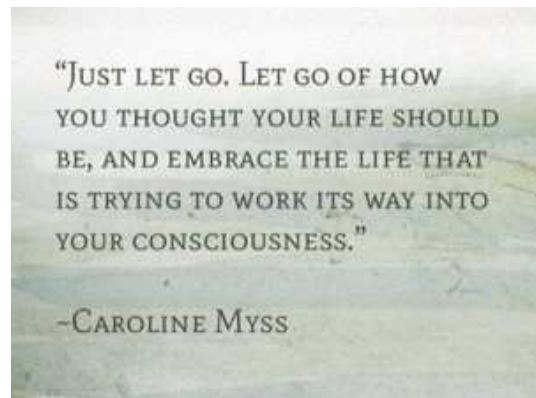 “Just let go. Let go of how
you thought your life should
be, and embrace the life that
is trying to work its way into
your consciousness.”
~Caroline Myss